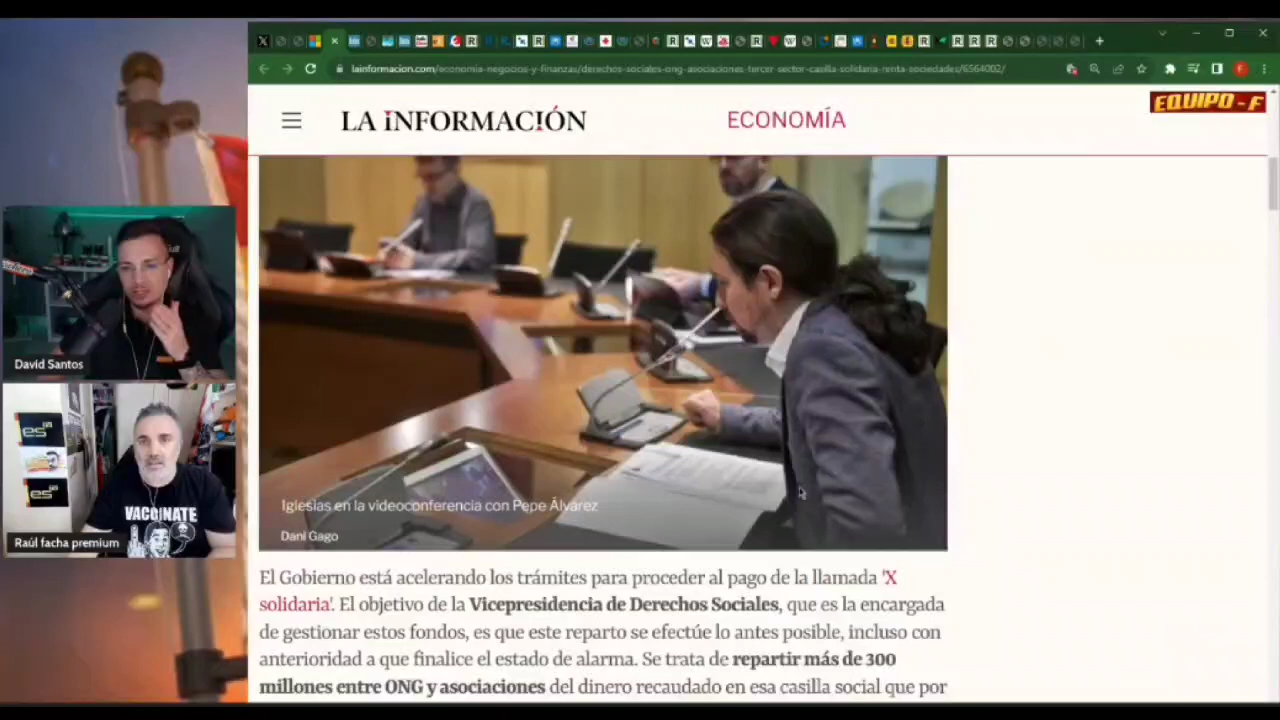 lainformacion.com/economia-negocios-y-finanzas/derechos-sociales-ong-asociaciones-tercer-sector-casilla-solidaria-renta-sociedades/6564002/
LA iNFORMAC¡ÓN
ECONOMÍA
EQUIPO-F
David Santos
es
es
VACCINATE
Raúl facha premium
Iglesias en la videoconferencia con Pepe Álvarez
Dani Gago
El Gobierno está acelerando los trámites para proceder al pago de la llamada 'X
solidaria'. El objetivo de la Vicepresidencia de Derechos Sociales, que es la encargada
de gestionar estos fondos, es que este reparto se efectúe lo antes posible, incluso con
anterioridad a que finalice el estado de alarma. Se trata de repartir más de 300
millones entre ONG y asociaciones del dinero recaudado en esa casilla social que por